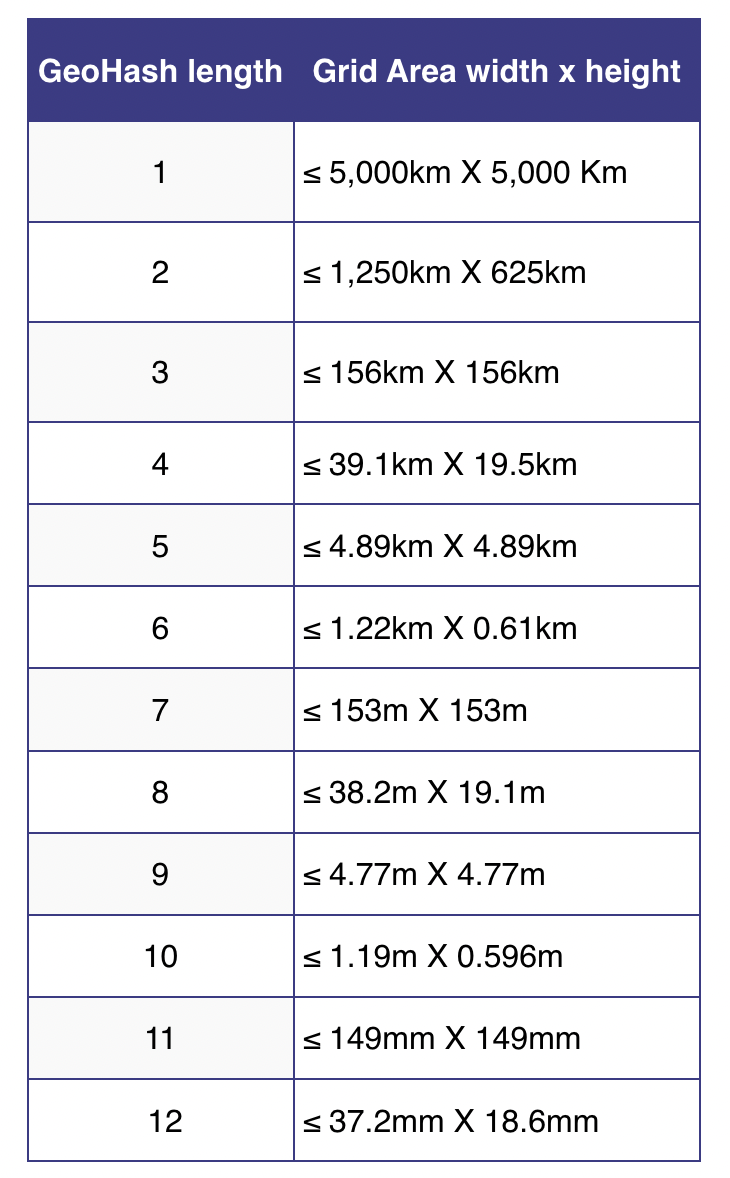 GeoHash length Grid Area width x height
1 ≤ 5,000km X 5,000 Km
2 ≤ 1,250km X 625km
3 ≤ 156km X 156km
4 ≤ 39.1km X 19.5km
5 ≤ 4.89km X 4.89km
6 ≤ 1.22km X 0.61km
7 ≤ 153m X 153m
8 ≤ 38.2m X 19.1m
9 ≤ 4.77m X 4.77m
10 ≤ 1.19m X 0.596m
11 ≤ 149mm X 149mm
12 ≤ 37.2mm X 18.6mm